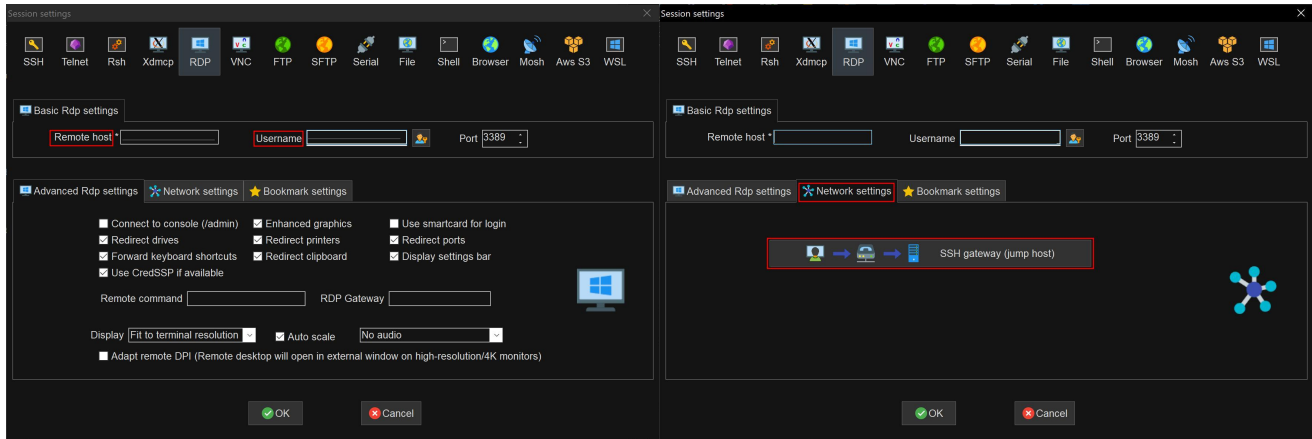 Session settings
SSH Telnet Rsh Xdmcp RDP VNC FTP SFTP Serial File Shell Browser Mosh Aws S3 WSL
Basic Rdp settings
Remote host * Username Port 3389
Advanced Rdp settings Network settings Bookmark settings
Connect to console (/admin) Enhanced graphics Use smartcard for login
Redirect drives Redirect printers Redirect ports
Forward keyboard shortcuts Redirect clipboard Display settings bar
Use CredSSP if available
Remote command RDP Gateway
Display Fit to terminal resolution Auto scale No audio
Adapt remote DPI (Remote desktop will open in external window on high-resolution/4K monitors)
OK Cancel
Session settings
SSH Telnet Rsh Xdmcp RDP VNC FTP SFTP Serial File Shell Browser Mosh Aws S3 WSL
Basic Rdp settings
Remote host * Username Port 3389
Advanced Rdp settings Network settings Bookmark settings
SSH gateway (jump host)
OK Cancel